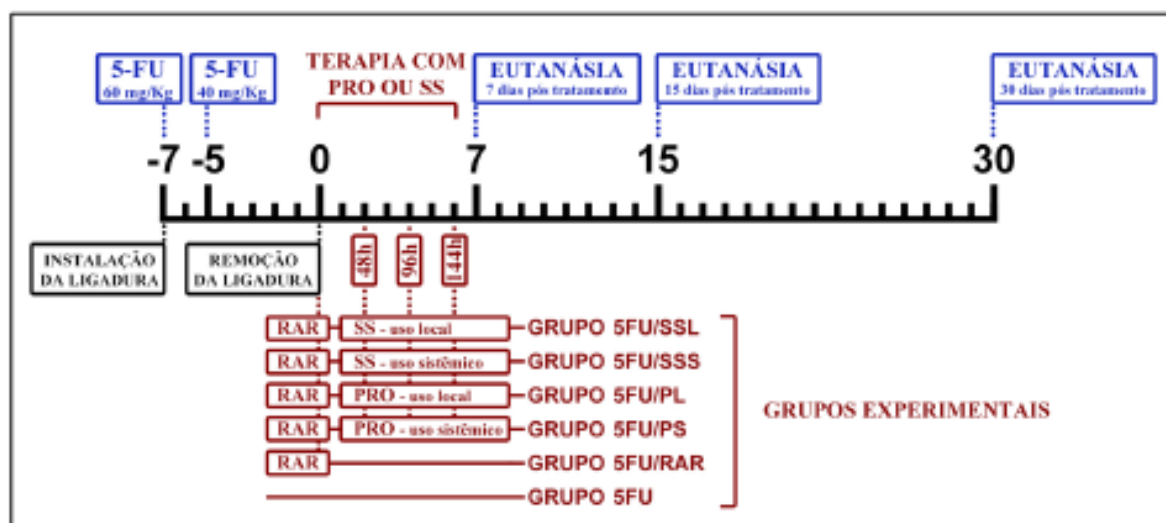 5-FU
60 mg/Kg
5-FU
40 mg/Kg
TERAPIA COM
PRO OU SS
EUTANÁSIA
7 dias pós tratamento
EUTANÁSIA
15 dias pós tratamento
EUTANÁSIA
30 dias pós tratamento
-7 -5 0 7 15 30
INSTALAÇÃO
DA LIGADURA
REMOÇÃO
DA LIGADURA
48h
96h
144h
RAR SS - uso local GRUPO 5FU/SSL
RAR SS - uso sistêmico GRUPO 5FU/SSS
RAR PRO - uso local GRUPO 5FU/PL
RAR PRO - uso sistêmico GRUPO 5FU/PS
RAR GRUPO 5FU/RAR
GRUPO 5FU
GRUPOS EXPERIMENTAIS